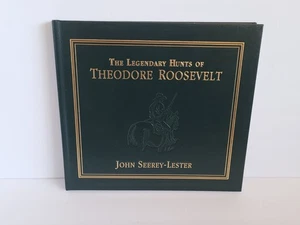 THE LEGENDARY HUNTS OF
THEODORE ROOSEVELT
JOHN SEEREY-LESTER